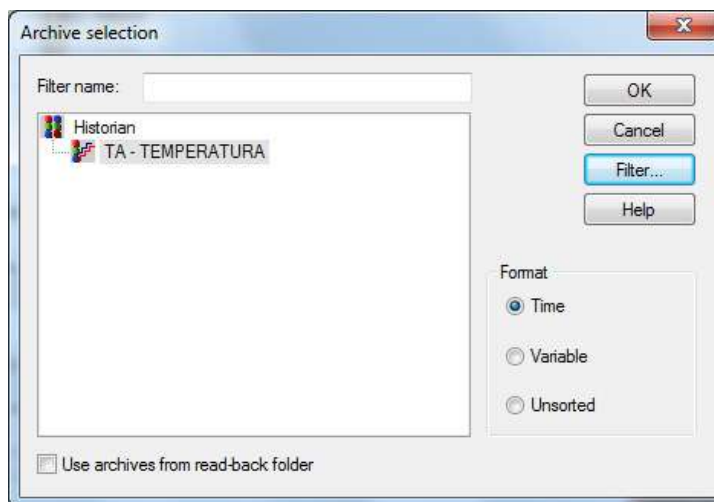 Archive selection
Filter name:
OK
Historian
Cancel
TA - TEMPERATURA
Filter...
Help
Format
Time
Variable
Unsorted
Use archives from read-back folder